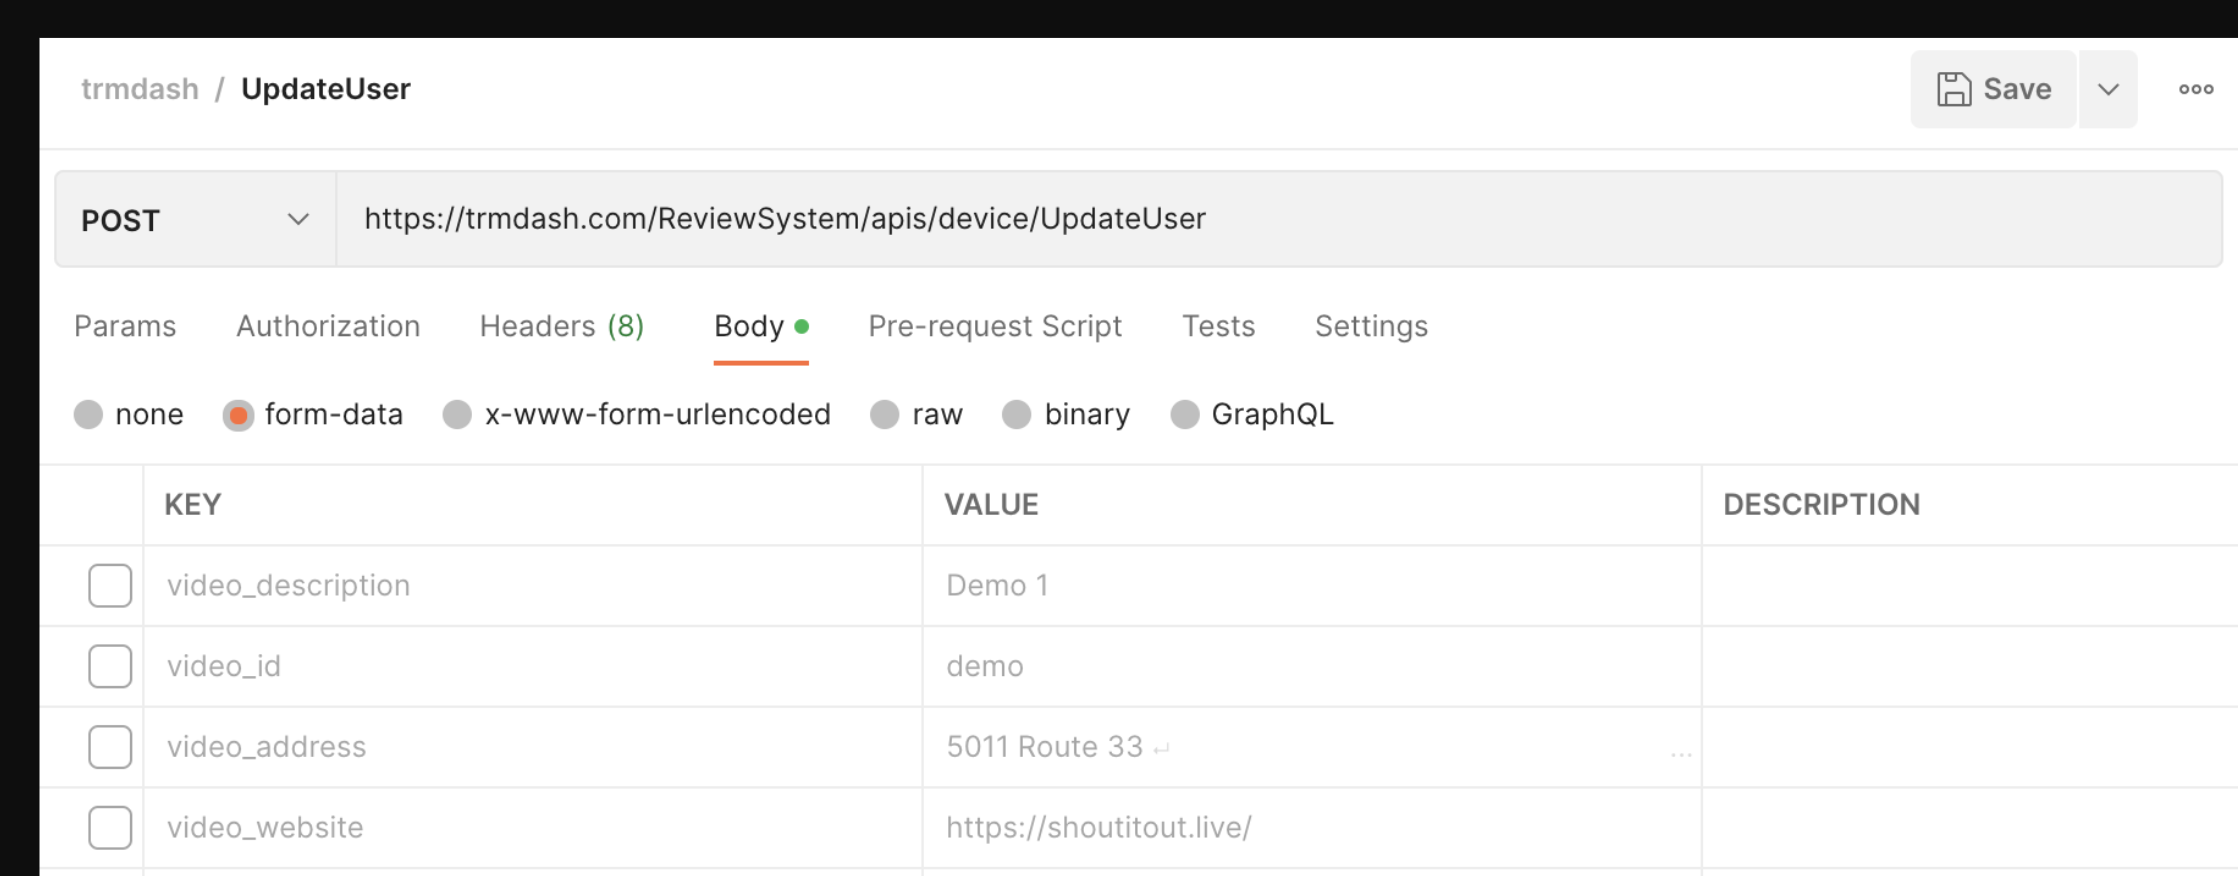 trmdash / UpdateUser
Save
POST
https://trmdash.com/ReviewSystem/apis/device/UpdateUser
Params Authorization Headers (8) Body Pre-request Script Tests Settings
none form-data x-www-form-urlencoded raw binary GraphQL
KEY VALUE DESCRIPTION
video_description Demo 1
video_id demo
video_address 5011 Route 33 ↵ ...
video_website https://shoutitout.live/